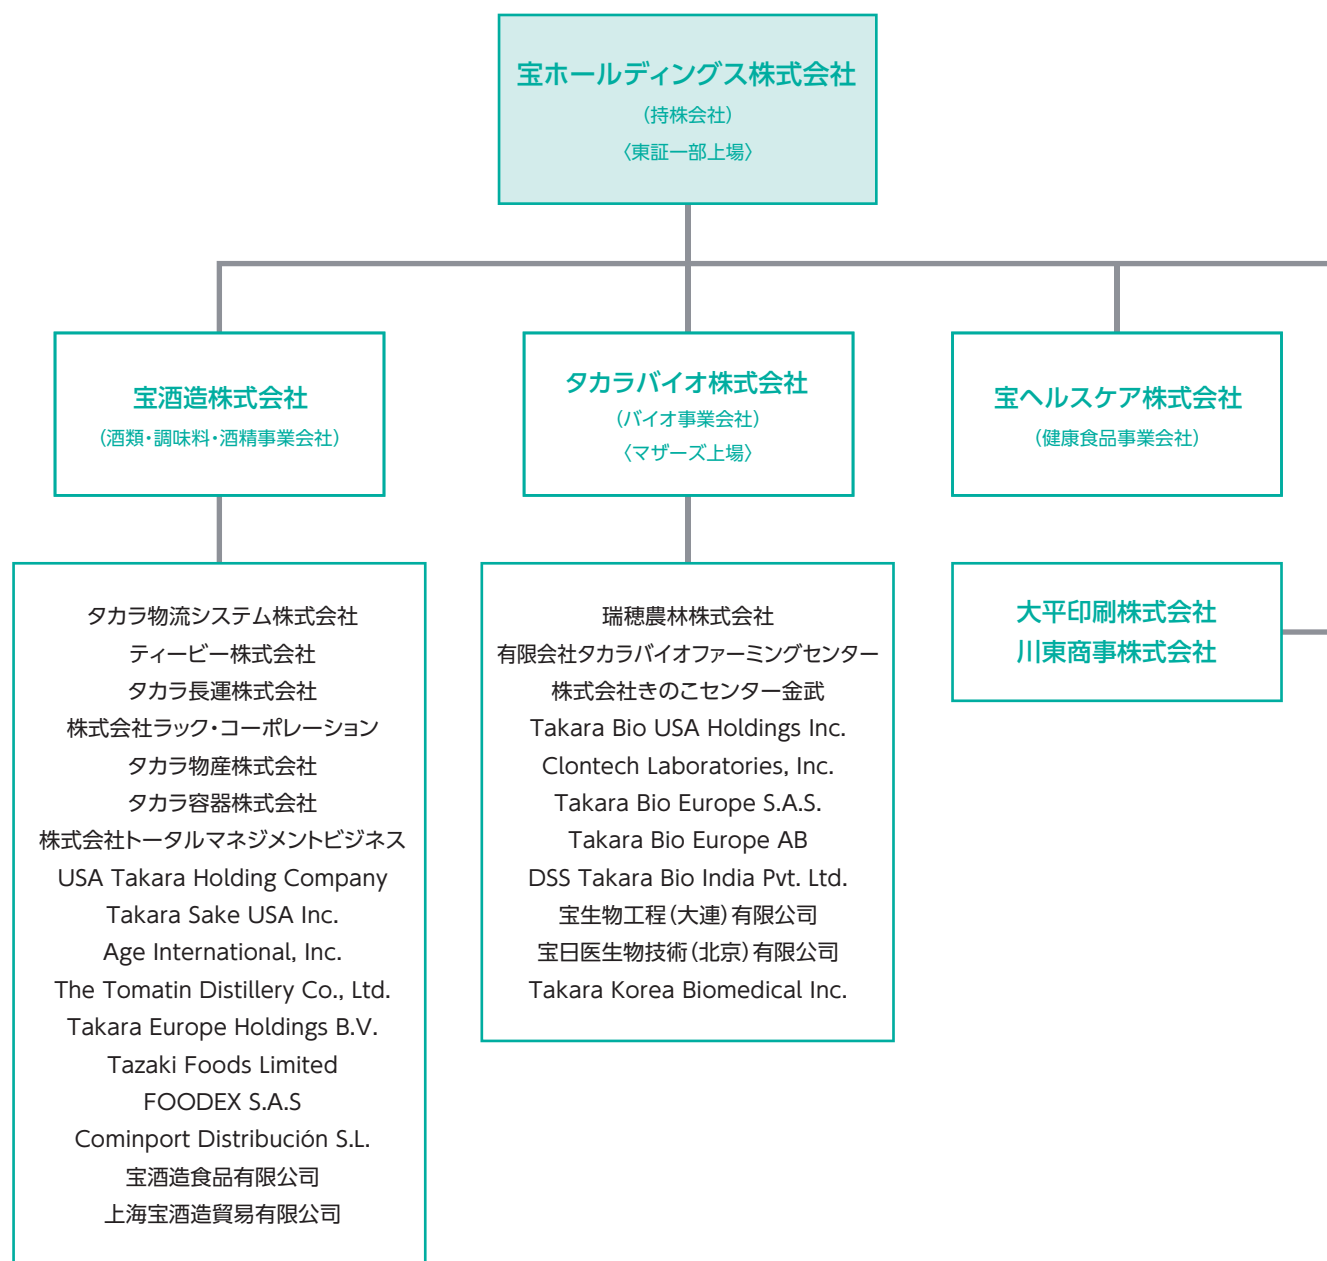 宝ホールディングス株式会社
(持株会社)
〈東証一部上場〉
宝酒造株式会社
(酒類・調味料・酒精事業会社)
タカラバイオ株式会社
(バイオ事業会社)
〈マザーズ上場〉
宝ヘルスケア株式会社
(健康食品事業会社)
タカラ物流システム株式会社
ティービー株式会社
タカラ長運株式会社
株式会社ラック・コーポレーション
タカラ物産株式会社
タカラ容器株式会社
株式会社トータルマネジメントビジネス
USA Takara Holding Company
Takara Sake USA Inc.
Age International, Inc.
The Tomatin Distillery Co., Ltd.
Takara Europe Holdings B.V.
Tazaki Foods Limited
FOODEX S.A.S
Cominport Distribución S.L.
宝酒造食品有限公司
上海宝酒造貿易有限公司
瑞穂農林株式会社
有限会社タカラバイオファーミングセンター
株式会社きのこセンター金武
Takara Bio USA Holdings Inc.
Clontech Laboratories, Inc.
Takara Bio Europe S.A.S.
Takara Bio Europe AB
DSS Takara Bio India Pvt. Ltd.
宝生物工程(大連)有限公司
宝日医生物技術(北京)有限公司
Takara Korea Biomedical Inc.
大平印刷株式会社
川東商事株式会社